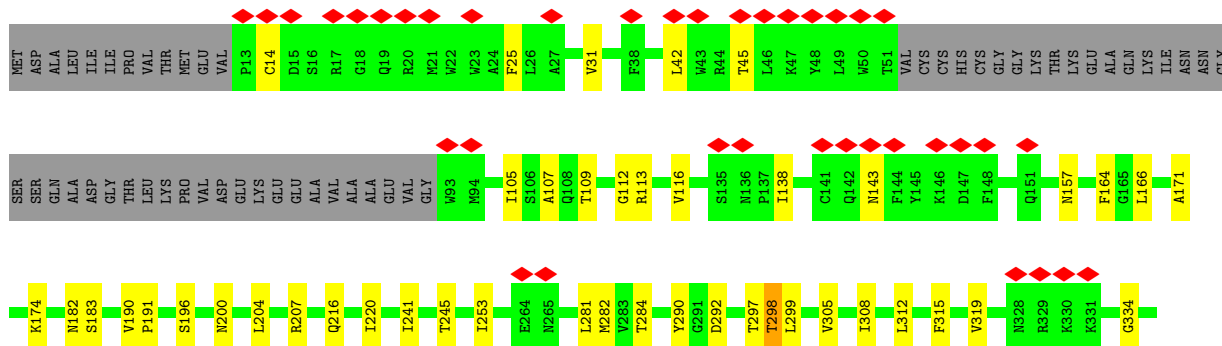 MET ASP ALA LEU ILE ILE PRO VAL THR MET GLU VAL P13 C14 D15 S16 R17 G18 Q19 R20 M21 W22 W23 A24 F25 L26 A27 V31 F38 L42 W43 R44 T45 L46 K47 Y48 L49 W50 T51 VAL CYS CYS HIS CYS GLY GLY LYS THR LYS GLU ALA GLN LYS ILE ASN ASN
SER SER GLN ALA ASP GLY THR LEU LYS PRO VAL ASP GLU LYS GLU GLU ALA VAL ALA ALA GLU VAL GLY W93 M94 I105 S106 A107 Q108 T109 G112 R113 V116 S135 N136 P137 I138 C141 Q142 N143 F144 Y145 K146 D147 F148 Q151 N157 F164 G165 L166 A171
K174 N182 S183 V190 P191 S196 N200 L204 R207 Q216 I220 I241 T245 I253 E264 N265 L281 M282 V283 T284 Y290 G291 D292 T297 T298 L299 V305 I308 L312 F315 V319 N328 R329 K330 K331 G334